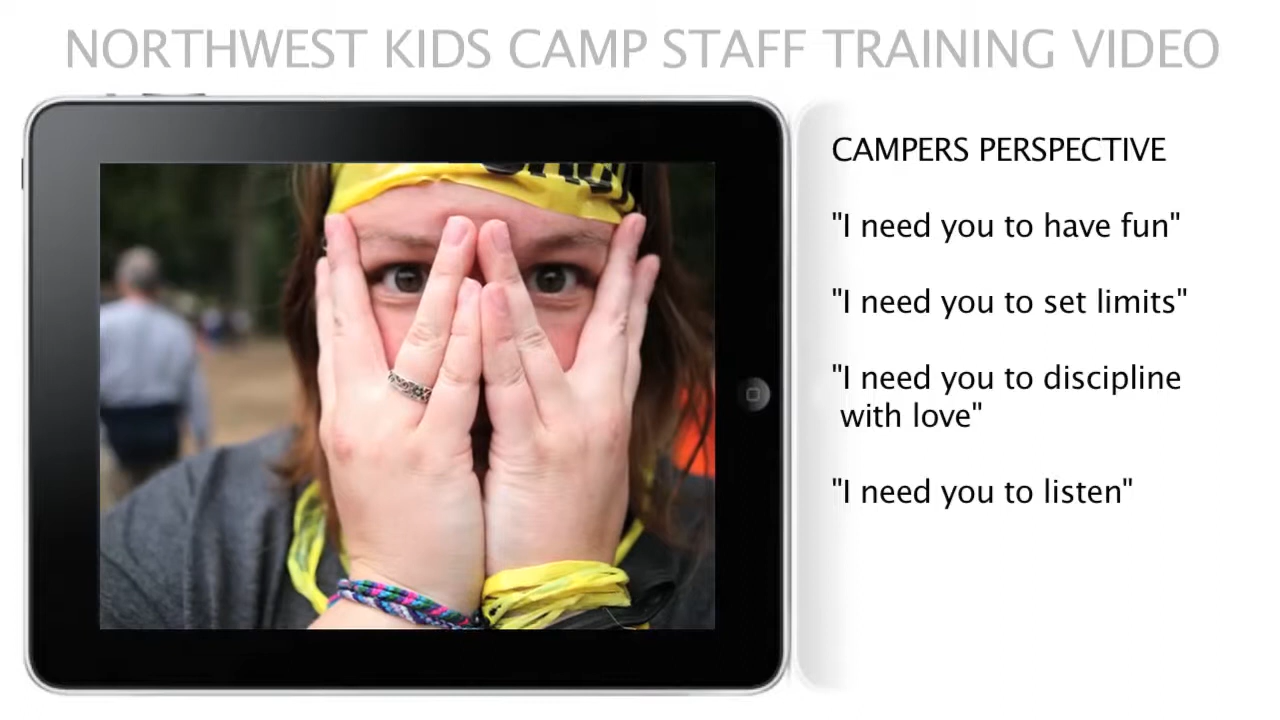 NORTHWEST KIDS CAMP STAFF TRAINING VIDEO
CAMPERS PERSPECTIVE
"I need you to have fun"
"I need you to set limits"
"I need you to discipline
with love"
"I need you to listen"